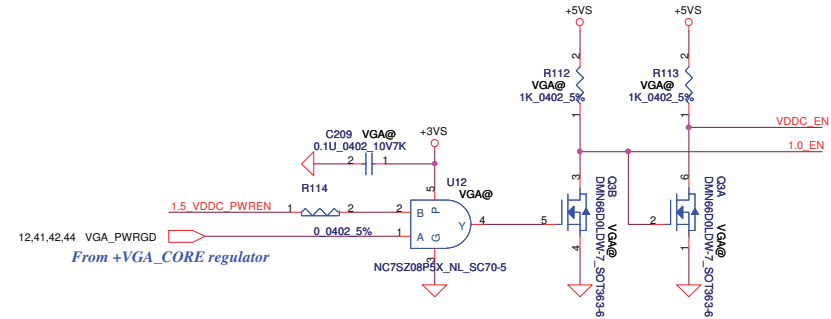 +5VS
+5VS
2
2
R112
VGA@
1K_0402_5%
R113
VGA@
1K_0402_5%
1
1
VDDC_EN
1.0_EN
C209 VGA@
0.1U_0402_10V7K
+3VS
2
1
R114
U12
VGA@
5
3
Q3B
DMN66D0LDW-7_SOT363-6
VGA@
6
Q3A
DMN66D0LDW-7_SOT363-6
VGA@
1.5_VDDC_PWREN
1
2
2
B
P
Y
4
5
2
0_0402_5%
12,41,42,44 VGA_PWRGD
1
A
G
From +VGA_CORE regulator
3
4
1
NC7SZ08P5X_NL_SC70-5